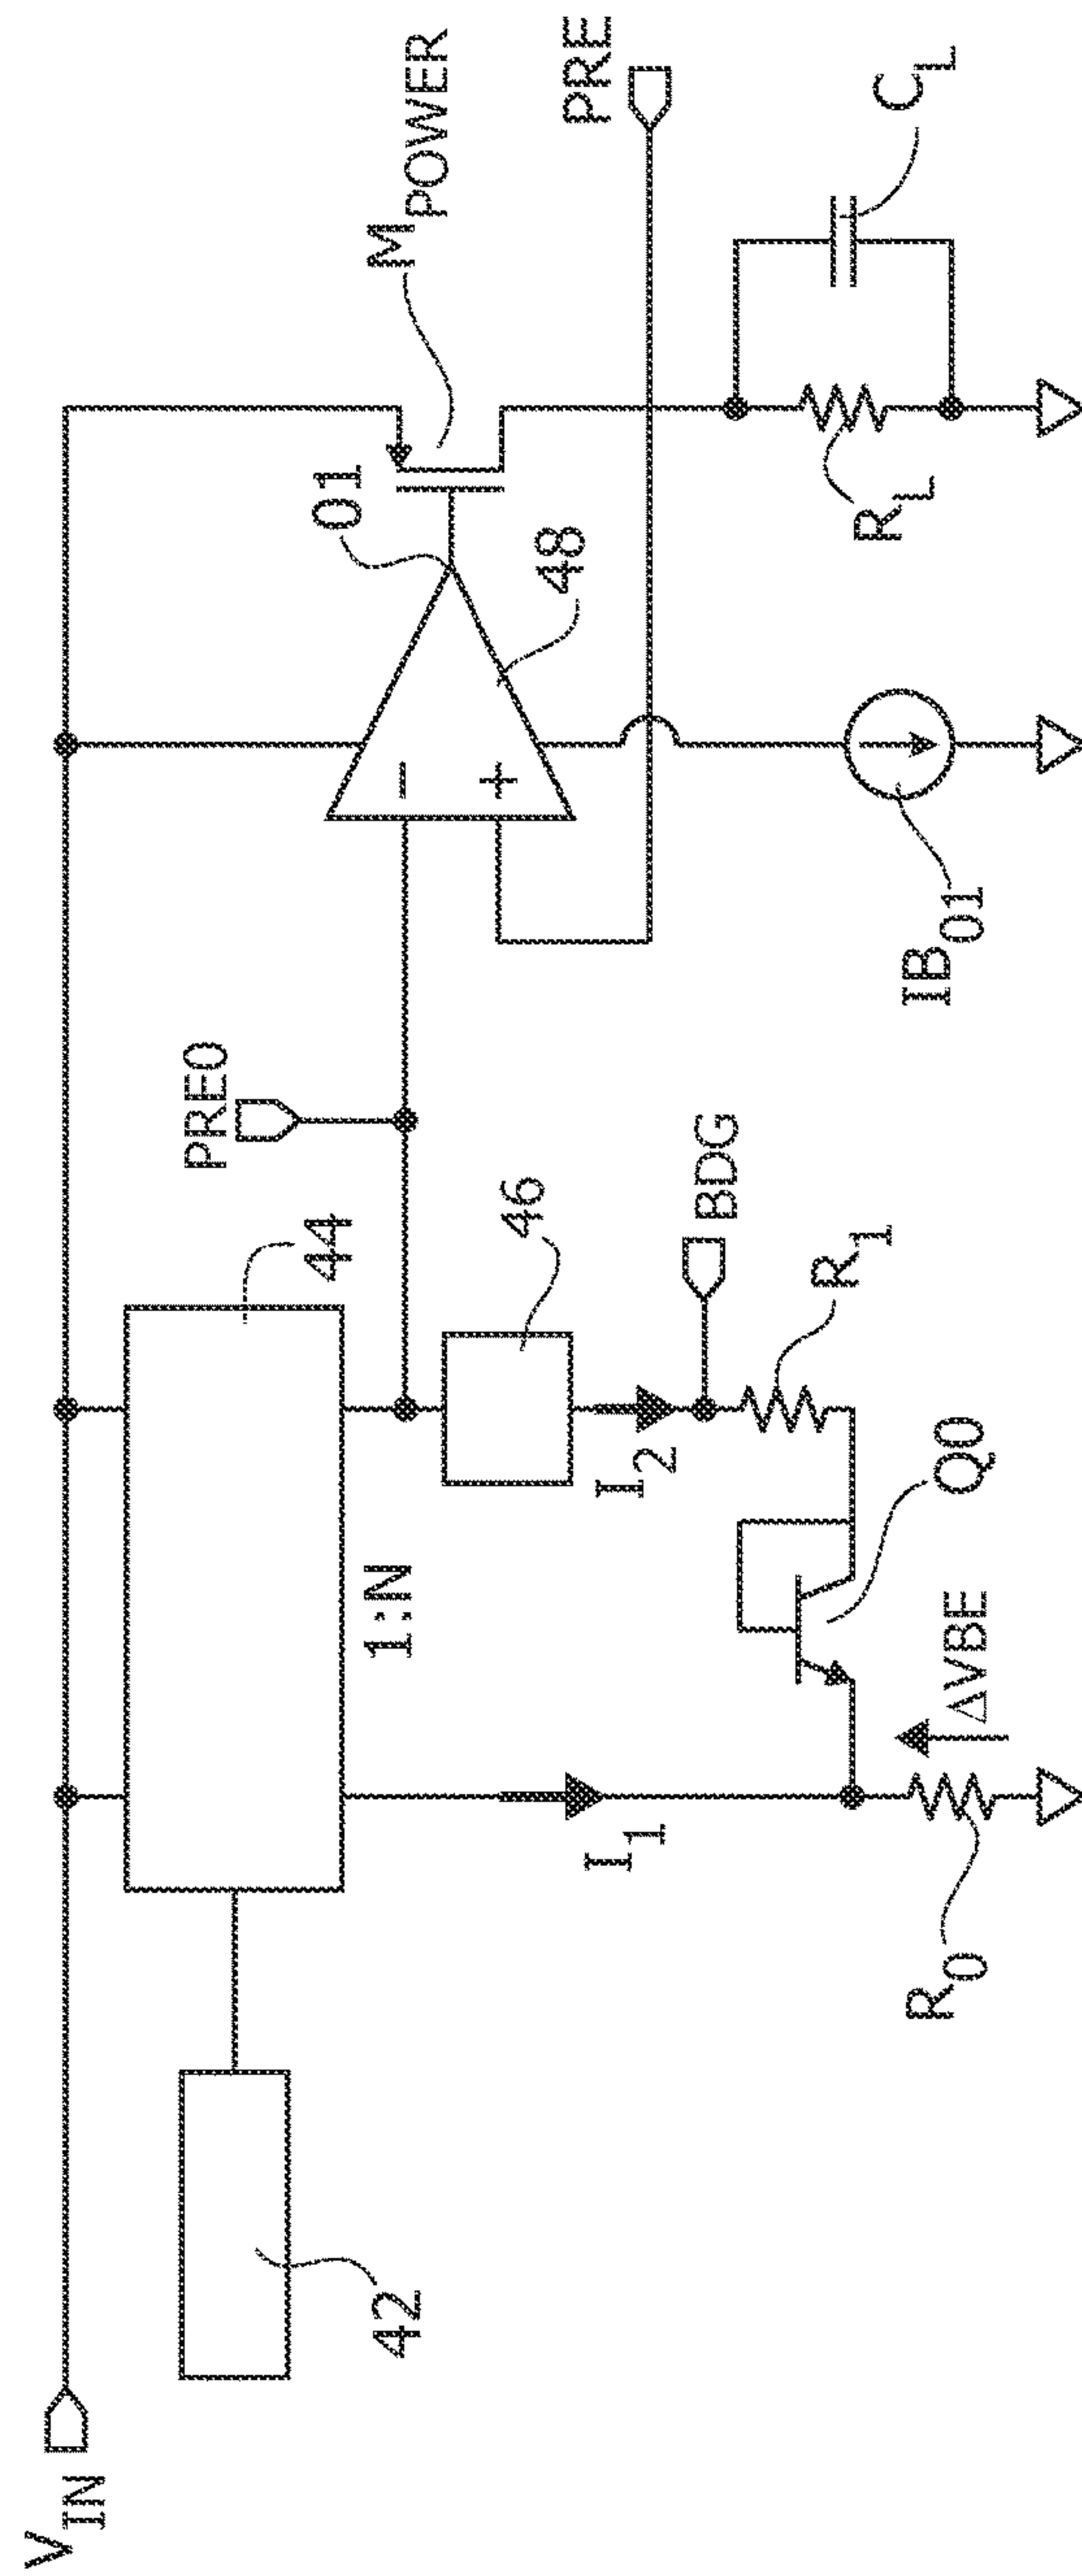 V_IN
42
44
1:N
PRE0
46
I_1
I_2
BDG
R_1
Q0
ΔVBE
R_0
−
+
01
48
M_POWER
PRE
IB_01
R_L
C_L